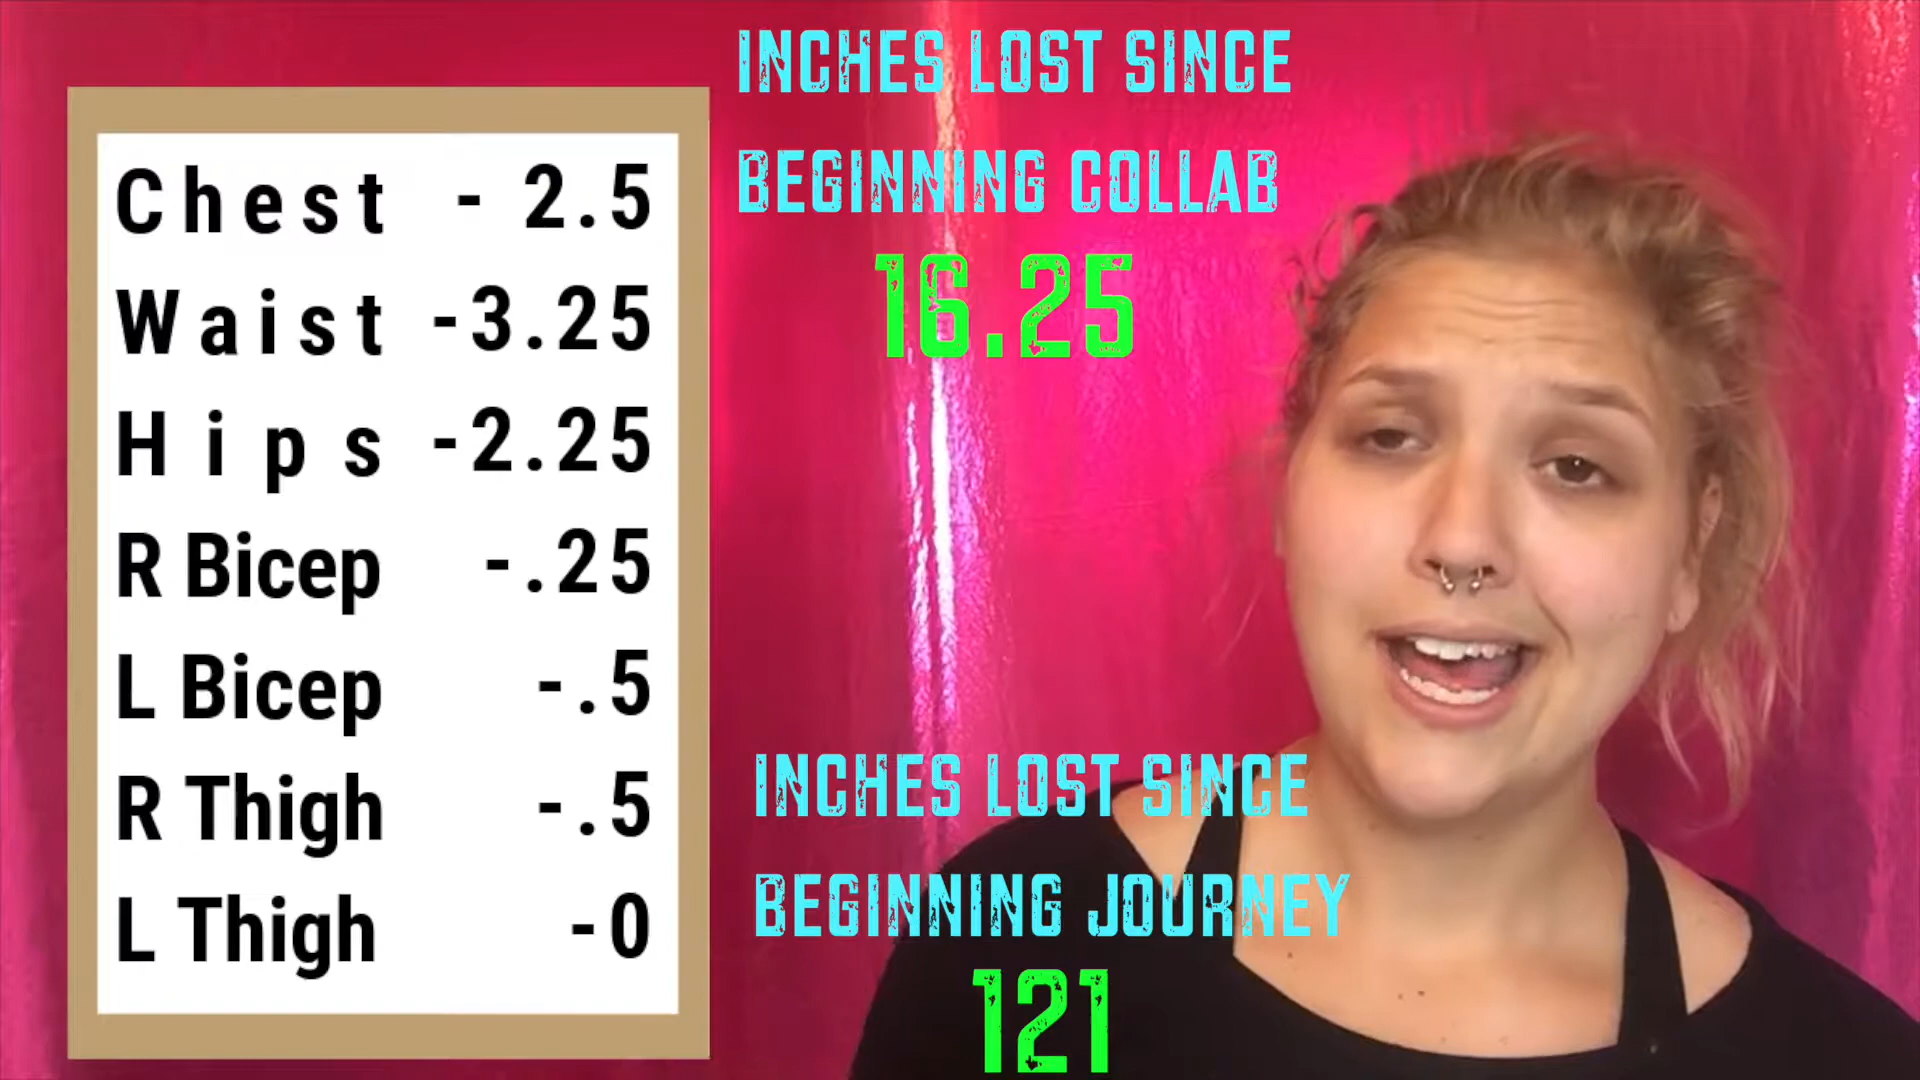 Chest - 2.5
Waist -3.25
Hips -2.25
R Bicep -.25
L Bicep -.5
R Thigh -.5
L Thigh -0
INCHES LOST SINCE
BEGINNING COLLAB
16.25
INCHES LOST SINCE
BEGINNING JOURNEY
121